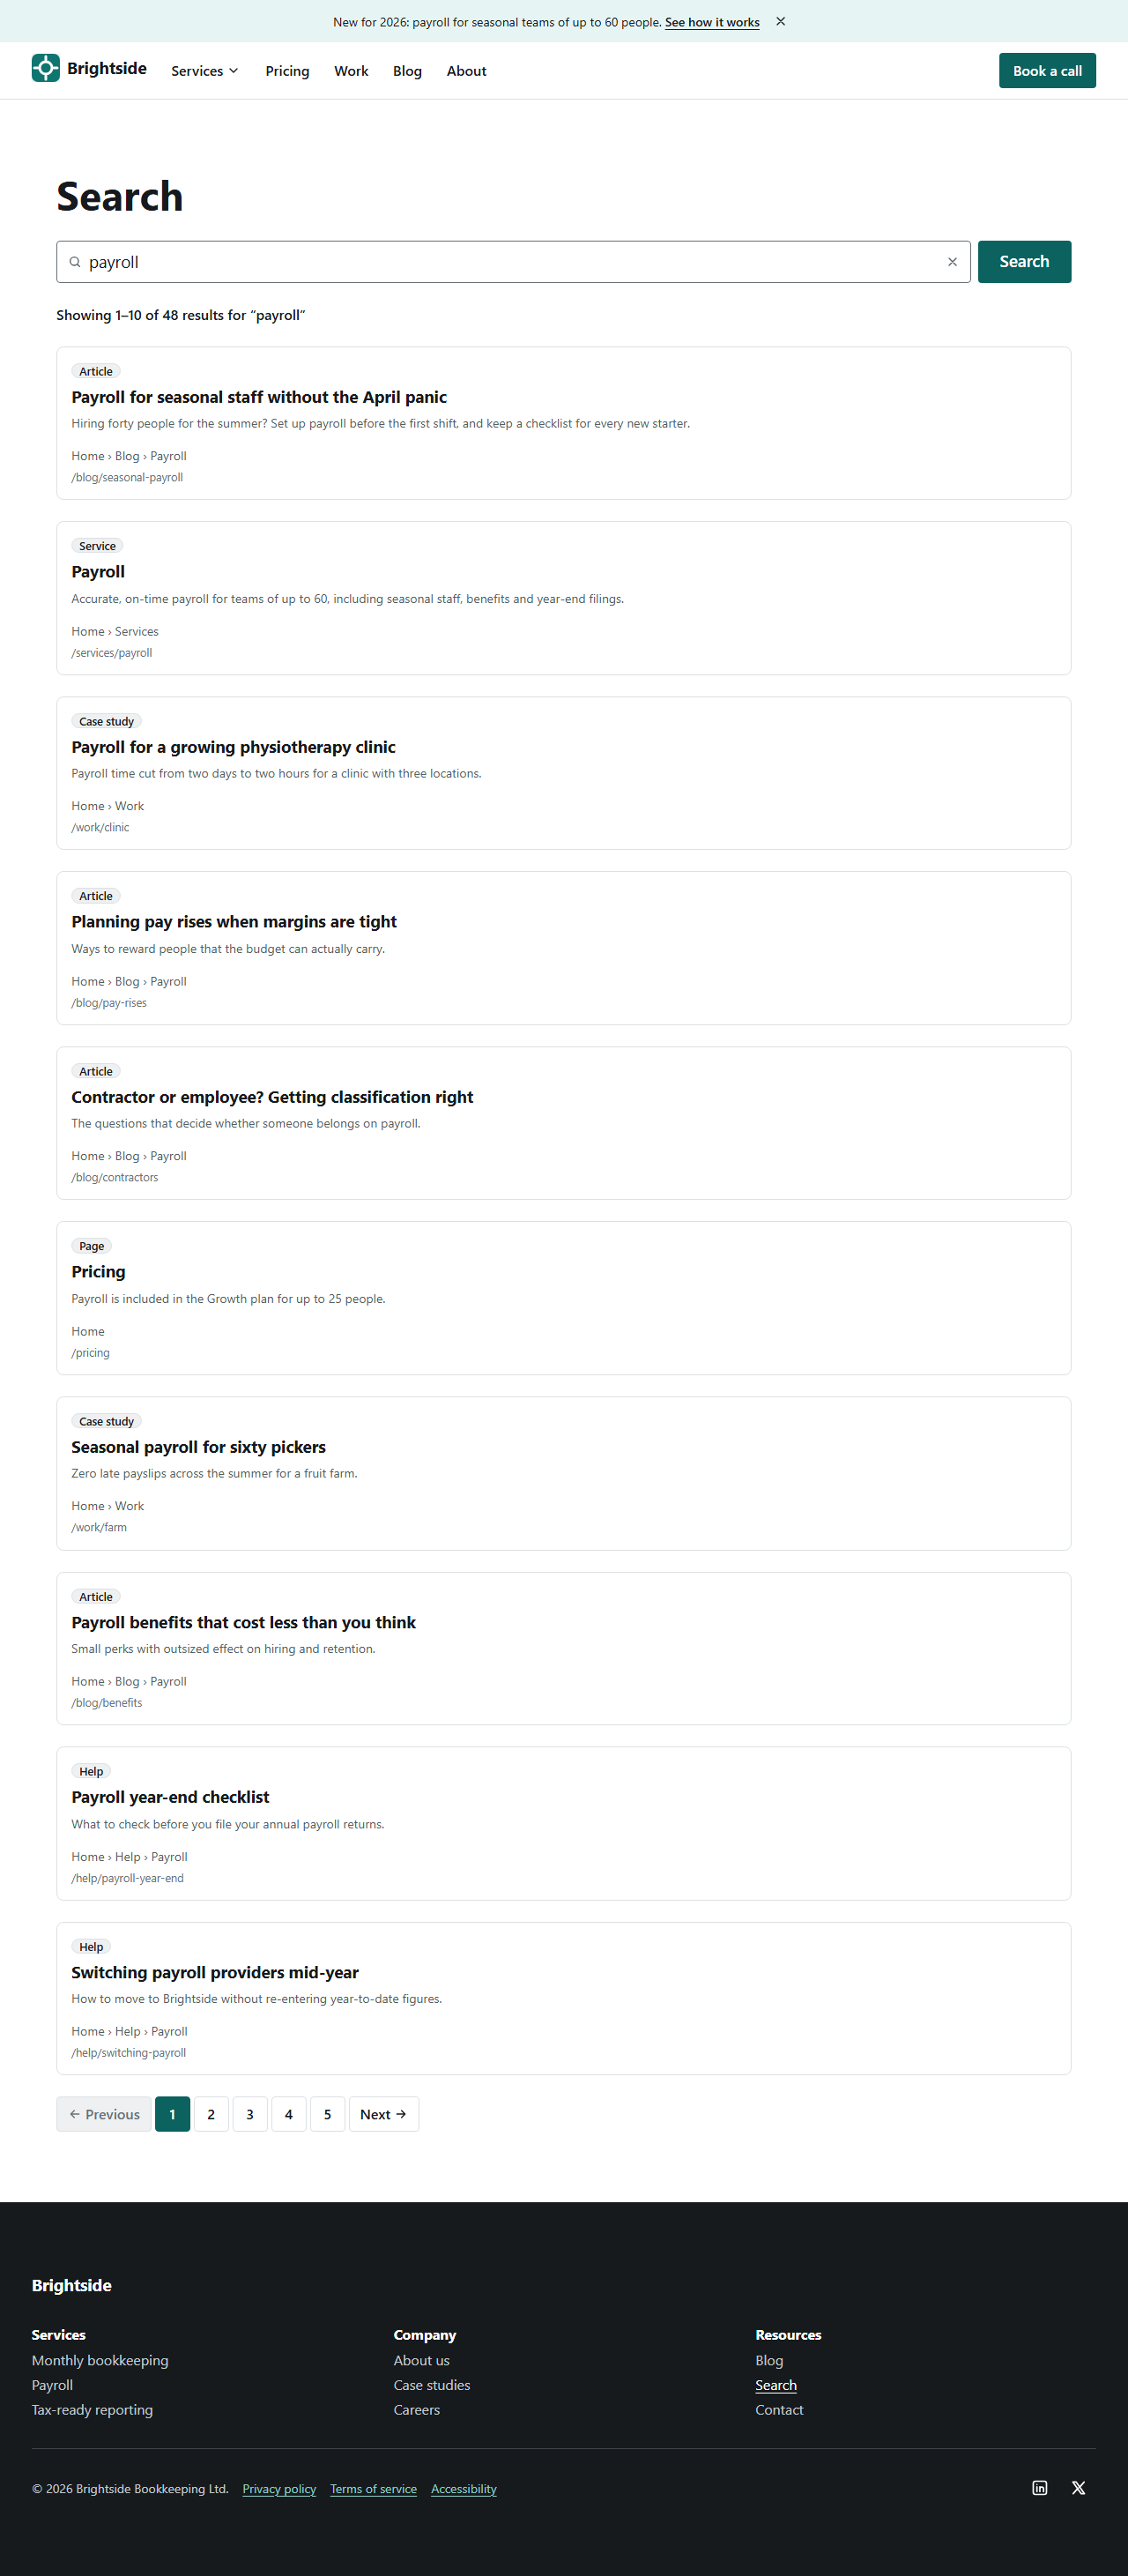 New for 2026: payroll for seasonal teams of up to 60 people. See how it works
Brightside Services Pricing Work Blog About Book a call
Search
payroll Search
Showing 1–10 of 48 results for “payroll”
Article
Payroll for seasonal staff without the April panic
Hiring forty people for the summer? Set up payroll before the first shift, and keep a checklist for every new starter.
Home › Blog › Payroll
/blog/seasonal-payroll
Service
Payroll
Accurate, on-time payroll for teams of up to 60, including seasonal staff, benefits and year-end filings.
Home › Services
/services/payroll
Case study
Payroll for a growing physiotherapy clinic
Payroll time cut from two days to two hours for a clinic with three locations.
Home › Work
/work/clinic
Article
Planning pay rises when margins are tight
Ways to reward people that the budget can actually carry.
Home › Blog › Payroll
/blog/pay-rises
Article
Contractor or employee? Getting classification right
The questions that decide whether someone belongs on payroll.
Home › Blog › Payroll
/blog/contractors
Page
Pricing
Payroll is included in the Growth plan for up to 25 people.
Home
/pricing
Case study
Seasonal payroll for sixty pickers
Zero late payslips across the summer for a fruit farm.
Home › Work
/work/farm
Article
Payroll benefits that cost less than you think
Small perks with outsized effect on hiring and retention.
Home › Blog › Payroll
/blog/benefits
Help
Payroll year-end checklist
What to check before you file your annual payroll returns.
Home › Help › Payroll
/help/payroll-year-end
Help
Switching payroll providers mid-year
How to move to Brightside without re-entering year-to-date figures.
Home › Help › Payroll
/help/switching-payroll
← Previous 1 2 3 4 5 Next →
Brightside
Services
Monthly bookkeeping
Payroll
Tax-ready reporting
Company
About us
Case studies
Careers
Resources
Blog
Search
Contact
© 2026 Brightside Bookkeeping Ltd. Privacy policy Terms of service Accessibility